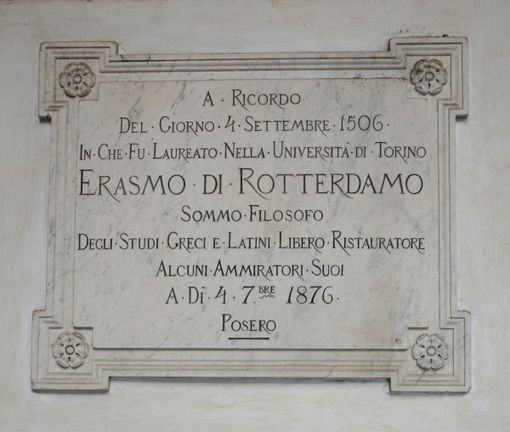 A · RICORDO
DEL · GIORNO · 4 · SETTEMBRE · 1506 ·
IN · CHE · FU · LAUREATO · NELLA · UNIVERSITÀ · DI · TORINO
ERASMO · DI · ROTTERDAMO
SOMMO · FILOSOFO
DEGLI · STUDI · GRECI E · LATINI · LIBERO · RISTAURATORE
ALCUNI · AMMIRATORI · SUOI
A · DÌ · 4 · 7.BRE 1876 ·
POSERO